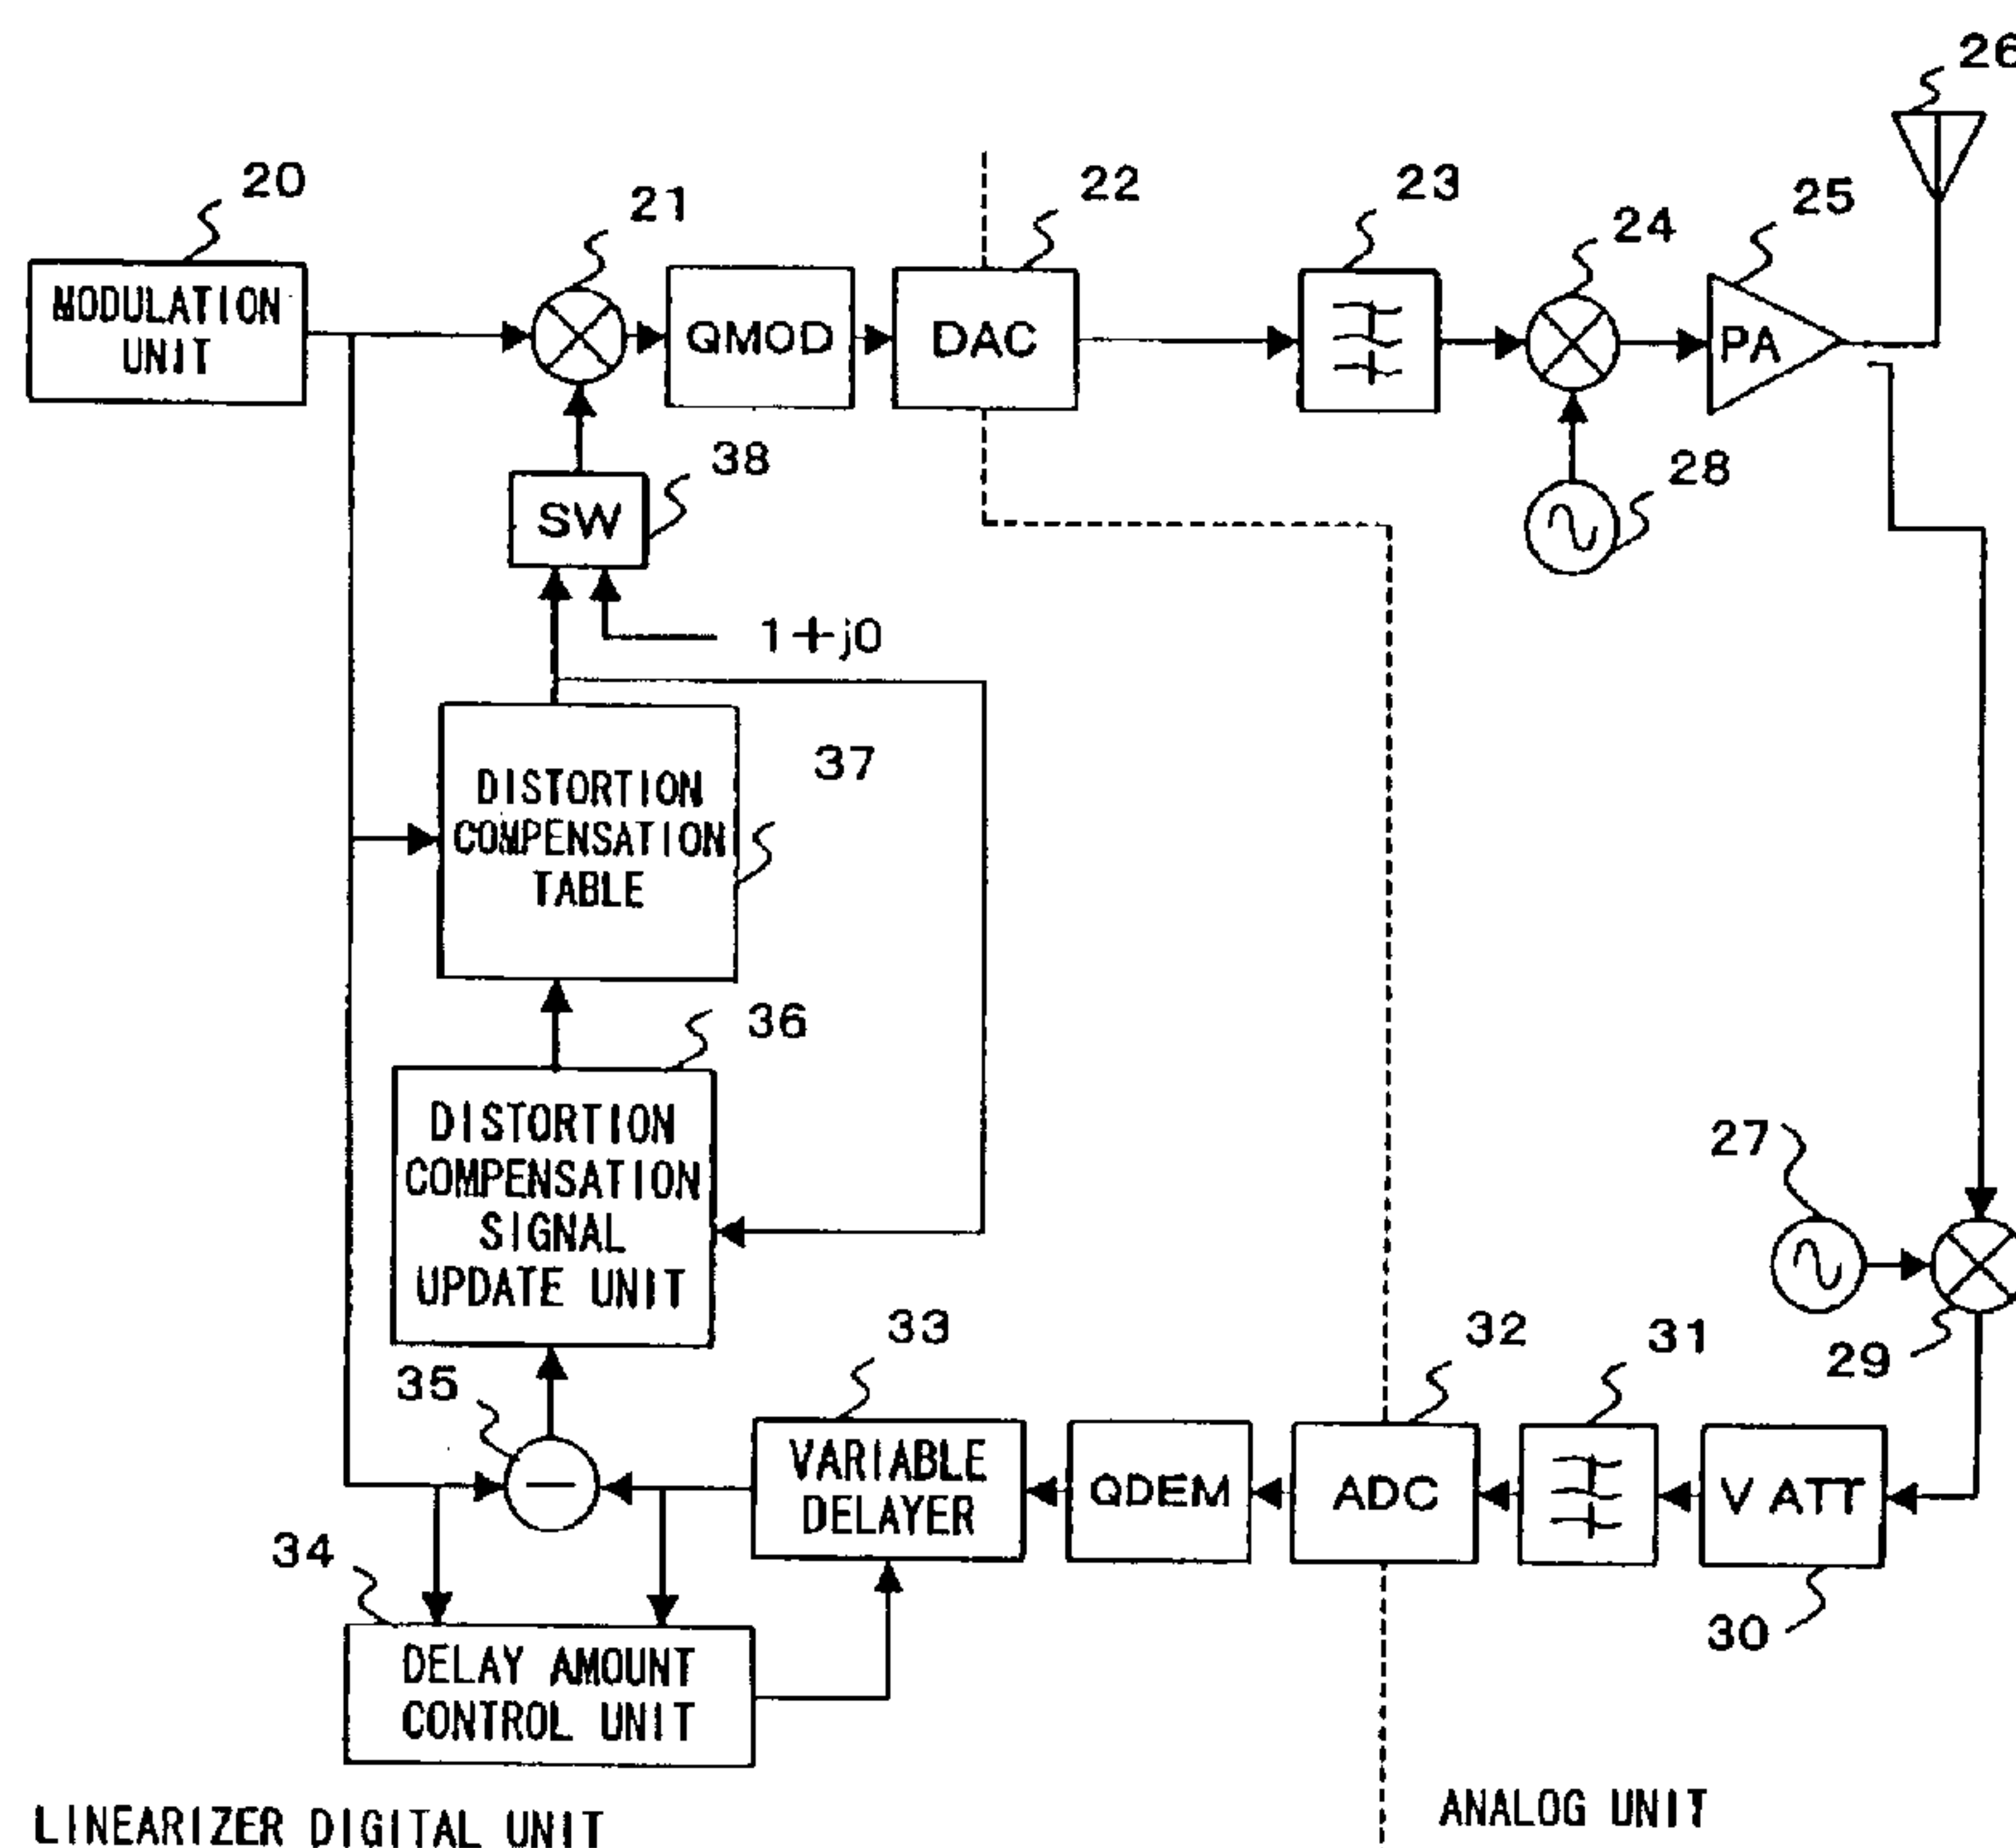 26
20
21
22
23
24
25
MODULATION
UNIT
QMOD
DAC
PA
38
28
SW
1+j0
37
DISTORTION
COMPENSATION
TABLE
36
DISTORTION
COMPENSATION
SIGNAL
UPDATE UNIT
27
35
33
32
31
29
VARIABLE
DELAYER
QDEM
ADC
V ATT
34
30
DELAY AMOUNT
CONTROL UNIT
LINEARIZER DIGITAL UNIT
ANALOG UNIT